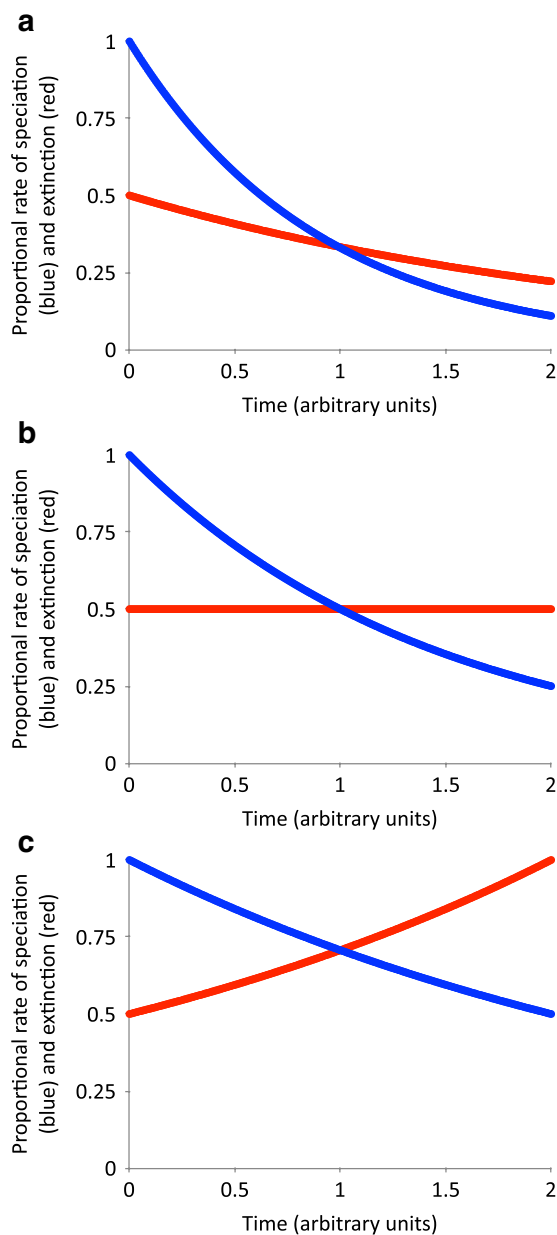 a
Proportional rate of speciation
(blue) and extinction (red)
1
0.75
0.5
0.25
0
0 0.5 1 1.5 2
Time (arbitrary units)
b
Proportional rate of speciation
(blue) and extinction (red)
1
0.75
0.5
0.25
0
0 0.5 1 1.5 2
Time (arbitrary units)
c
Proportional rate of speciation
(blue) and extinction (red)
1
0.75
0.5
0.25
0
0 0.5 1 1.5 2
Time (arbitrary units)